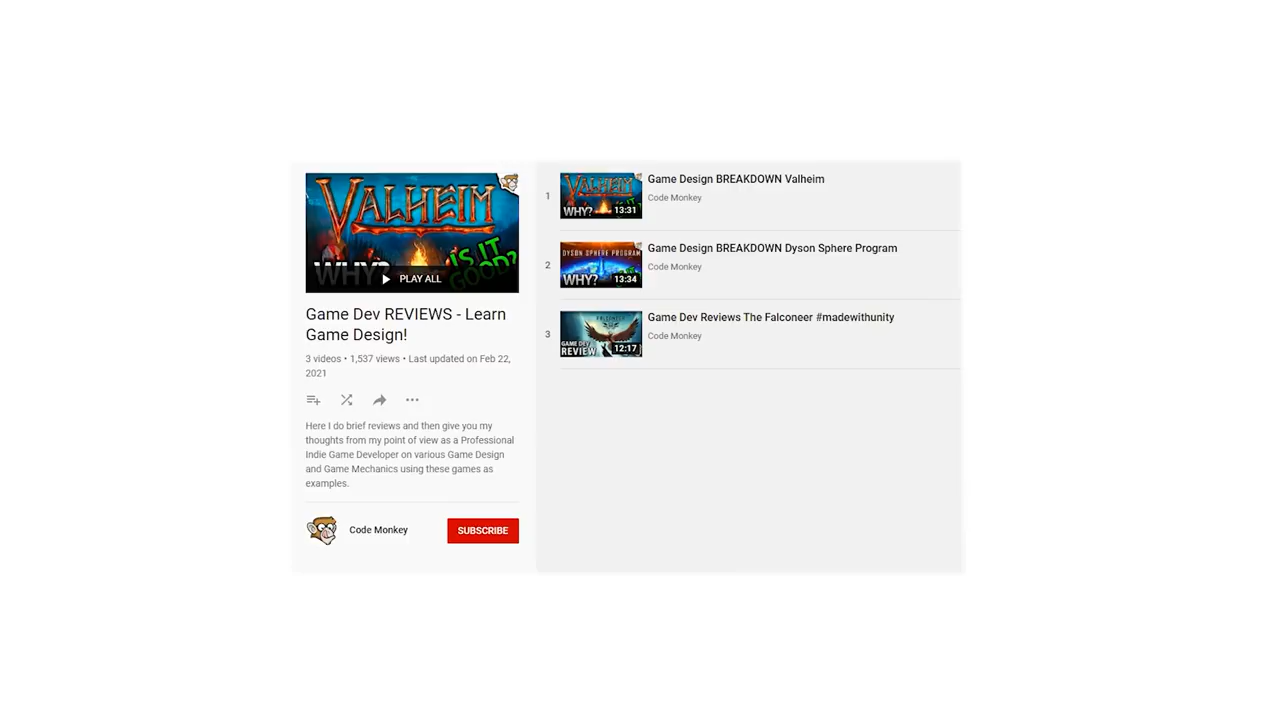 VALHEIM
WHY?
IS IT
GOOD?
PLAY ALL
Game Dev REVIEWS - Learn
Game Design!
3 videos • 1,537 views • Last updated on Feb 22,
2021
Here I do brief reviews and then give you my
thoughts from my point of view as a Professional
Indie Game Developer on various Game Design
and Game Mechanics using these games as
examples.
Code Monkey
SUBSCRIBE
1
VALHEIM
WHY?
13:31
Game Design BREAKDOWN Valheim
Code Monkey
2
DYSON SPHERE PROGRAM
WHY?
13:34
Game Design BREAKDOWN Dyson Sphere Program
Code Monkey
3
GAME DEV
REVIEW
12:17
Game Dev Reviews The Falconeer #madewithunity
Code Monkey